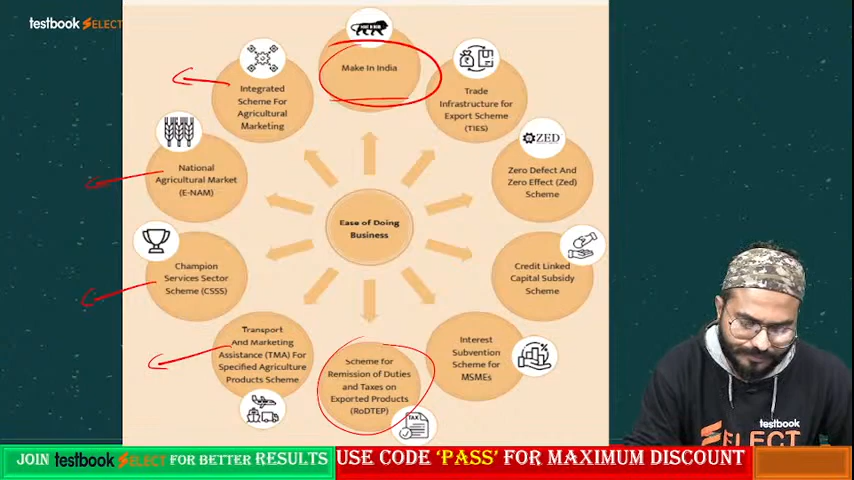 testbook SELECT
Make In India
Integrated
Scheme For
Agricultural
Marketing
Trade
Infrastructure for
Export Scheme
(TIES)
National
Agricultural Market
(E-NAM)
ZED
Zero Defect And
Zero Effect (Zed)
Scheme
Ease of Doing
Business
Champion
Services Sector
Scheme (CSSS)
Credit Linked
Capital Subsidy
Scheme
Transport
And Marketing
Assistance (TMA) For
Specified Agriculture
Products Scheme
Scheme for
Remission of Duties
and Taxes on
Exported Products
(RoDTEP)
Interest
Subvention
Scheme for
MSMEs
TAX
testbook
SELECT
JOIN testbook SELECT FOR BETTER RESULTS
USE CODE ‘PASS’ FOR MAXIMUM DISCOUNT